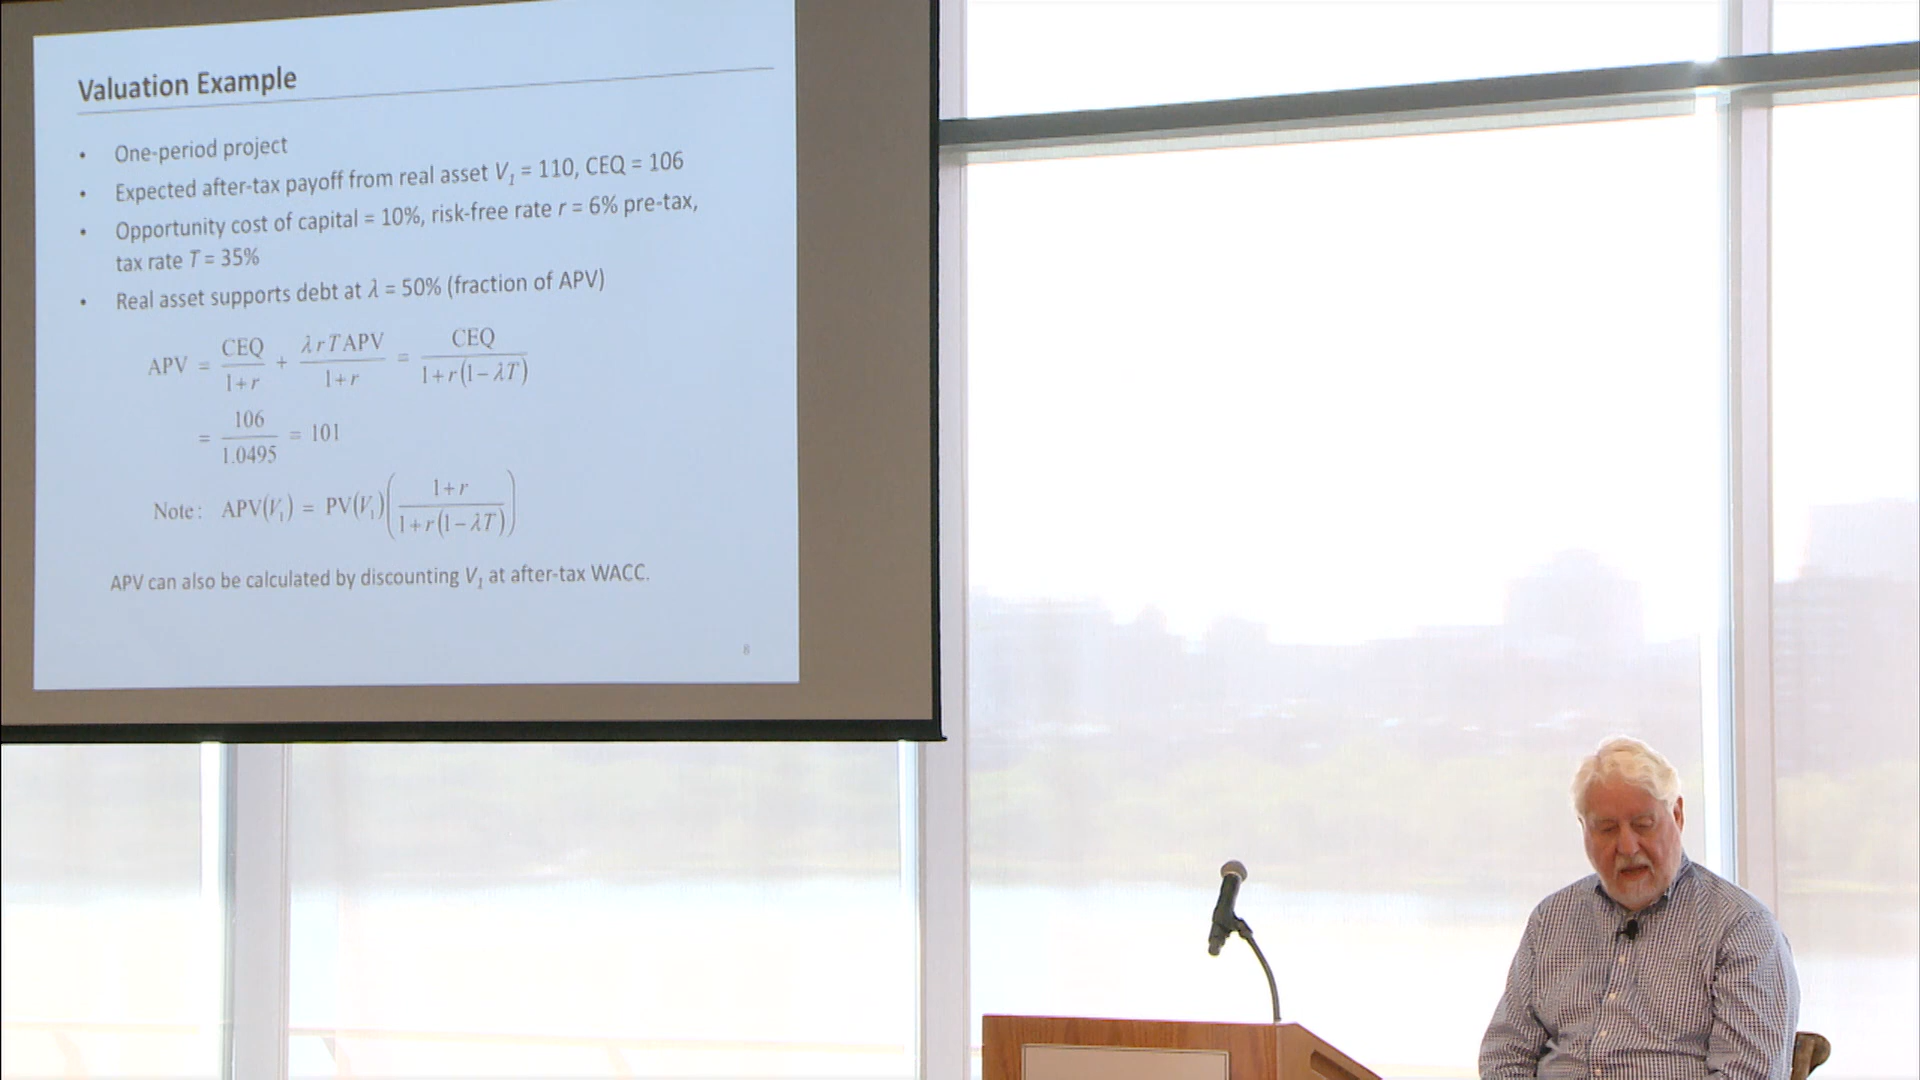 Valuation Example
• One-period project
• Expected after-tax payoff from real asset V₁ = 110, CEQ = 106
• Opportunity cost of capital = 10%, risk-free rate r = 6% pre-tax,
tax rate T = 35%
• Real asset supports debt at λ = 50% (fraction of APV)
APV = CEQ / 1+r + λrTAPV / 1+r = CEQ / 1+r(1−λT)
= 106 / 1.0495 = 101
Note: APV(V₁) = PV(V₁)(1+r / 1+r(1−λT))
APV can also be calculated by discounting V₁ at after-tax WACC.
8